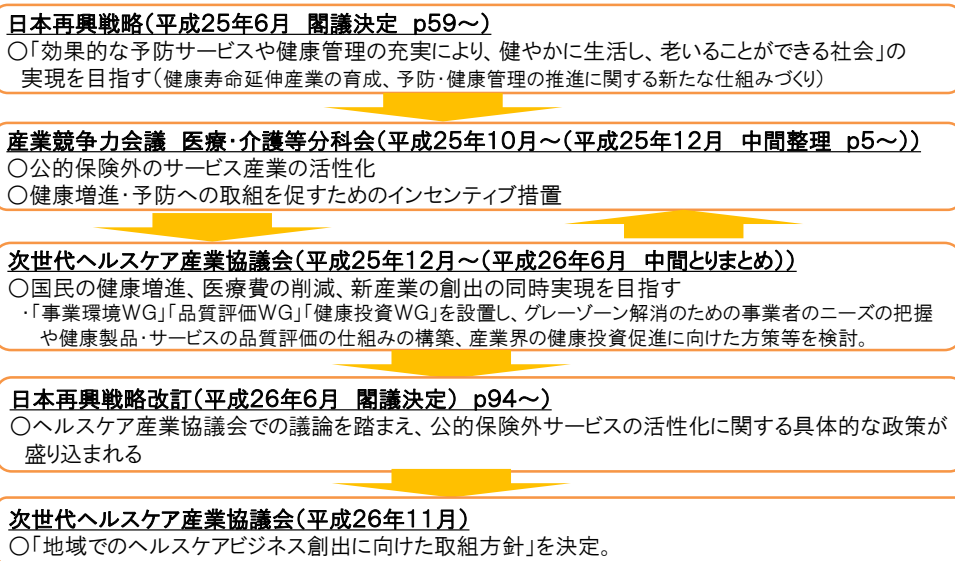 日本再興戦略(平成25年6月 閣議決定 p59～)
○「効果的な予防サービスや健康管理の充実により、健やかに生活し、老いることができる社会」の
実現を目指す(健康寿命延伸産業の育成、予防・健康管理の推進に関する新たな仕組みづくり)
産業競争力会議 医療・介護等分科会(平成25年10月～(平成25年12月 中間整理 p5～))
○公的保険外のサービス産業の活性化
○健康増進・予防への取組を促すためのインセンティブ措置
次世代ヘルスケア産業協議会(平成25年12月～(平成26年6月 中間とりまとめ))
○国民の健康増進、医療費の削減、新産業の創出の同時実現を目指す
・「事業環境WG」「品質評価WG」「健康投資WG」を設置し、グレーゾーン解消のための事業者のニーズの把握
や健康製品・サービスの品質評価の仕組みの構築、産業界の健康投資促進に向けた方策等を検討。
日本再興戦略改訂(平成26年6月 閣議決定) p94～)
○ヘルスケア産業協議会での議論を踏まえ、公的保険外サービスの活性化に関する具体的な政策が
盛り込まれる
次世代ヘルスケア産業協議会(平成26年11月)
○「地域でのヘルスケアビジネス創出に向けた取組方針」を決定。